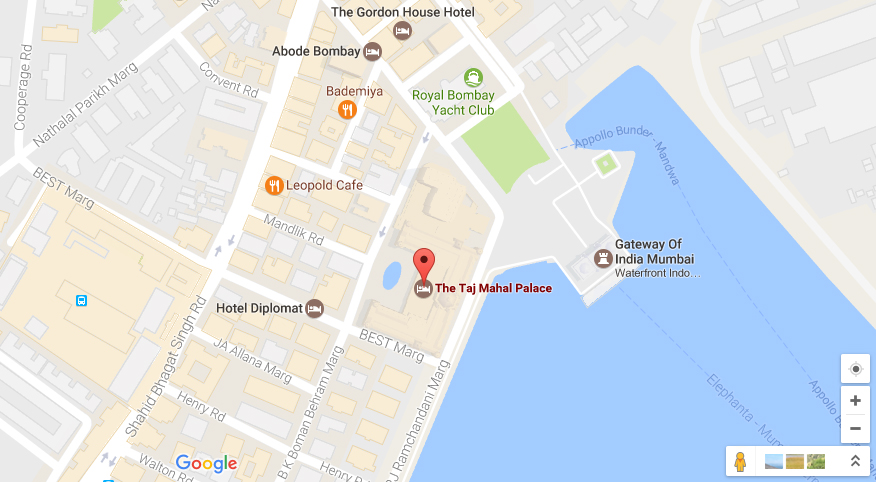 The Gordon House Hotel
Abode Bombay
Cooperage Rd
Nathalal Parikh Marg
Convent Rd
Bademiya
Royal Bombay
Yacht Club
Appollo Bunder - Mandwa
BEST Marg
Leopold Cafe
Mandlik Rd
Gateway Of
India Mumbai
Waterfront Indo...
The Taj Mahal Palace
Hotel Diplomat
BEST Marg
JA Allana Marg
Shahid Bhagat Singh Rd
Henry Rd
B K Boman Behram Marg
PJ Ramchandani Marg
Elephanta - Mum
Appollo Bun
Walton Rd
Google
Henry Rd